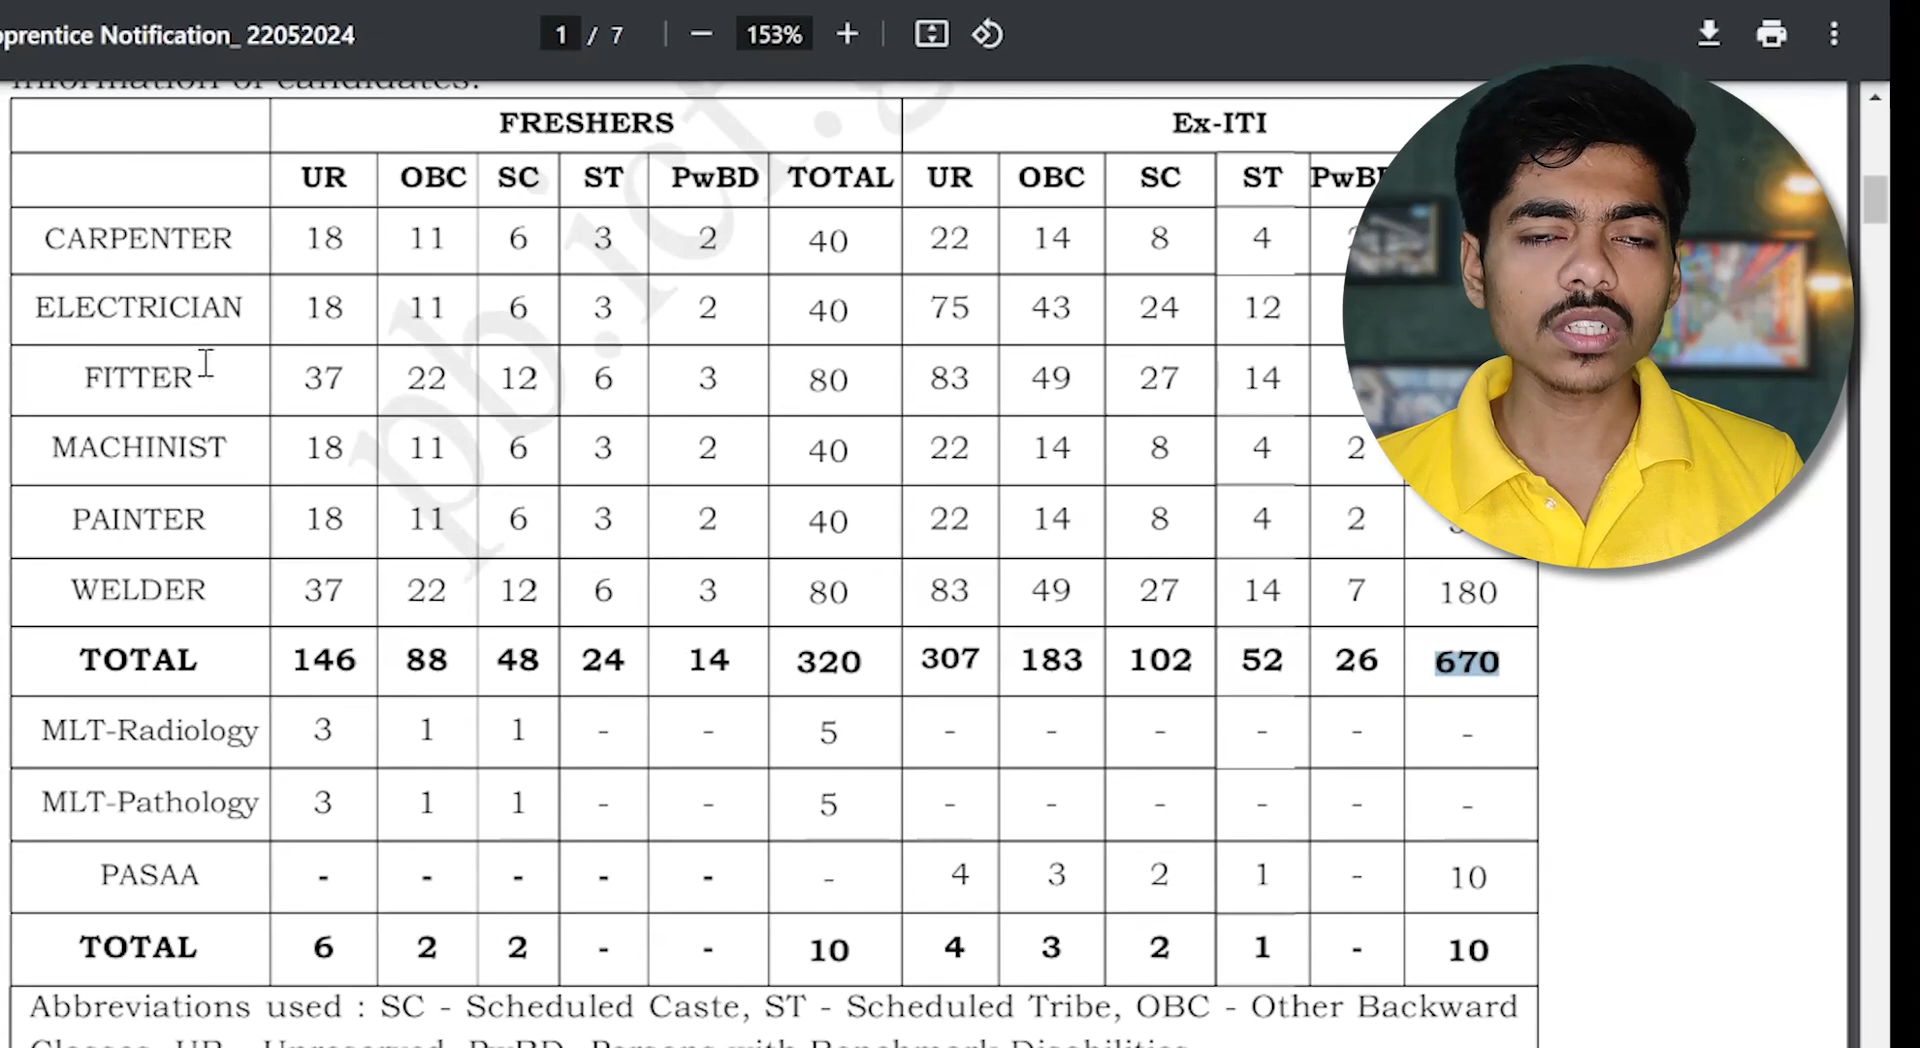 prentice Notification_ 22052024 1 / 7 153%
information of candidates.
FRESHERS Ex-ITI
UR OBC SC ST PwBD TOTAL UR OBC SC ST PwB
CARPENTER 18 11 6 3 2 40 22 14 8 4
ELECTRICIAN 18 11 6 3 2 40 75 43 24 12
FITTER 37 22 12 6 3 80 83 49 27 14
MACHINIST 18 11 6 3 2 40 22 14 8 4 2
PAINTER 18 11 6 3 2 40 22 14 8 4 2
WELDER 37 22 12 6 3 80 83 49 27 14 7 180
TOTAL 146 88 48 24 14 320 307 183 102 52 26 670
MLT-Radiology 3 1 1 - - 5 - - - - - -
MLT-Pathology 3 1 1 - - 5 - - - - - -
PASAA - - - - - - 4 3 2 1 - 10
TOTAL 6 2 2 - - 10 4 3 2 1 - 10
Abbreviations used : SC - Scheduled Caste, ST - Scheduled Tribe, OBC - Other Backward
Classes, UR - Unreserved, PwBD- Persons with Benchmark Disabilities
pb.icf.g